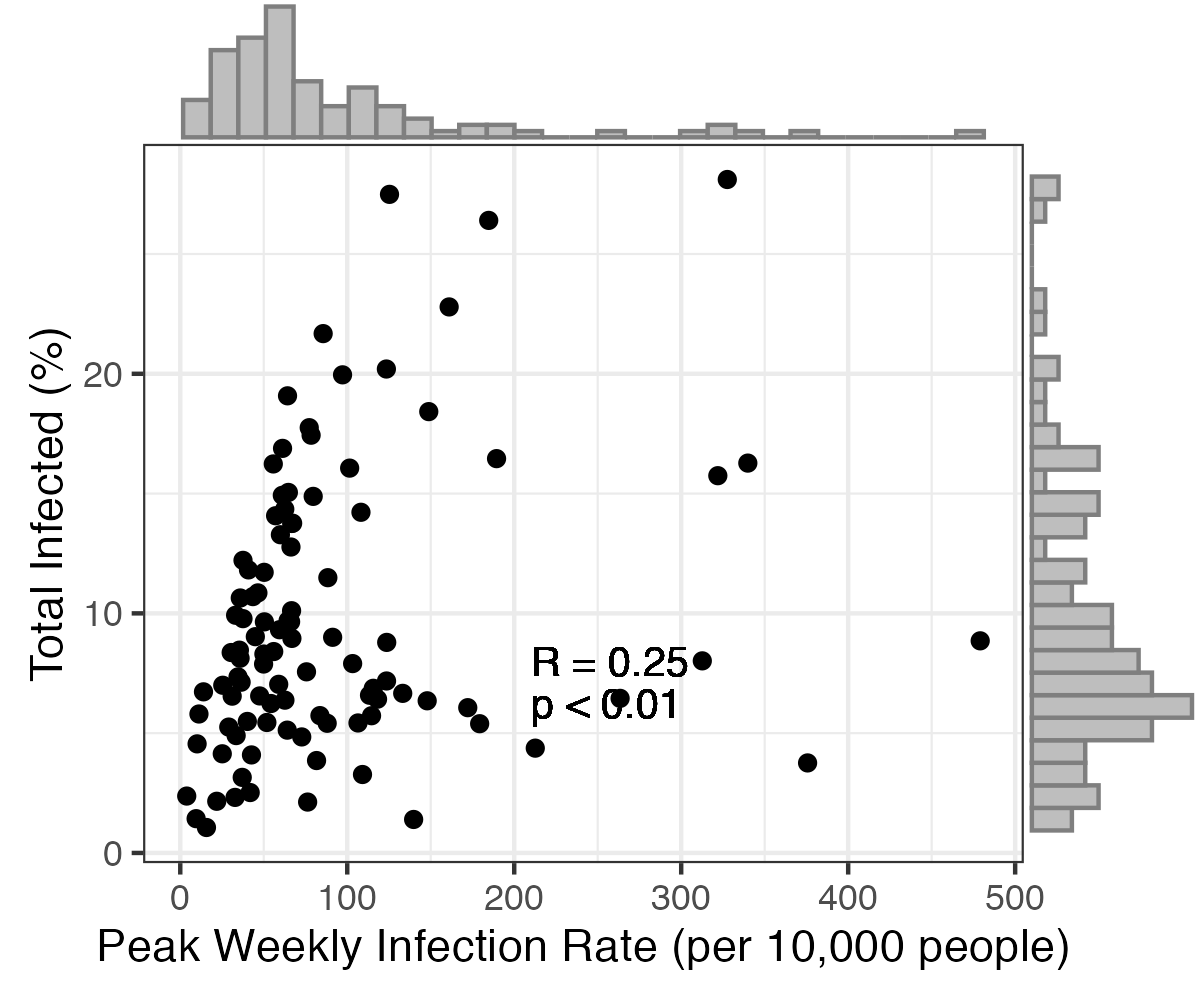 Total Infected (%)
20
10
0
R = 0.25
p < 0.01
0 100 200 300 400 500
Peak Weekly Infection Rate (per 10,000 people)